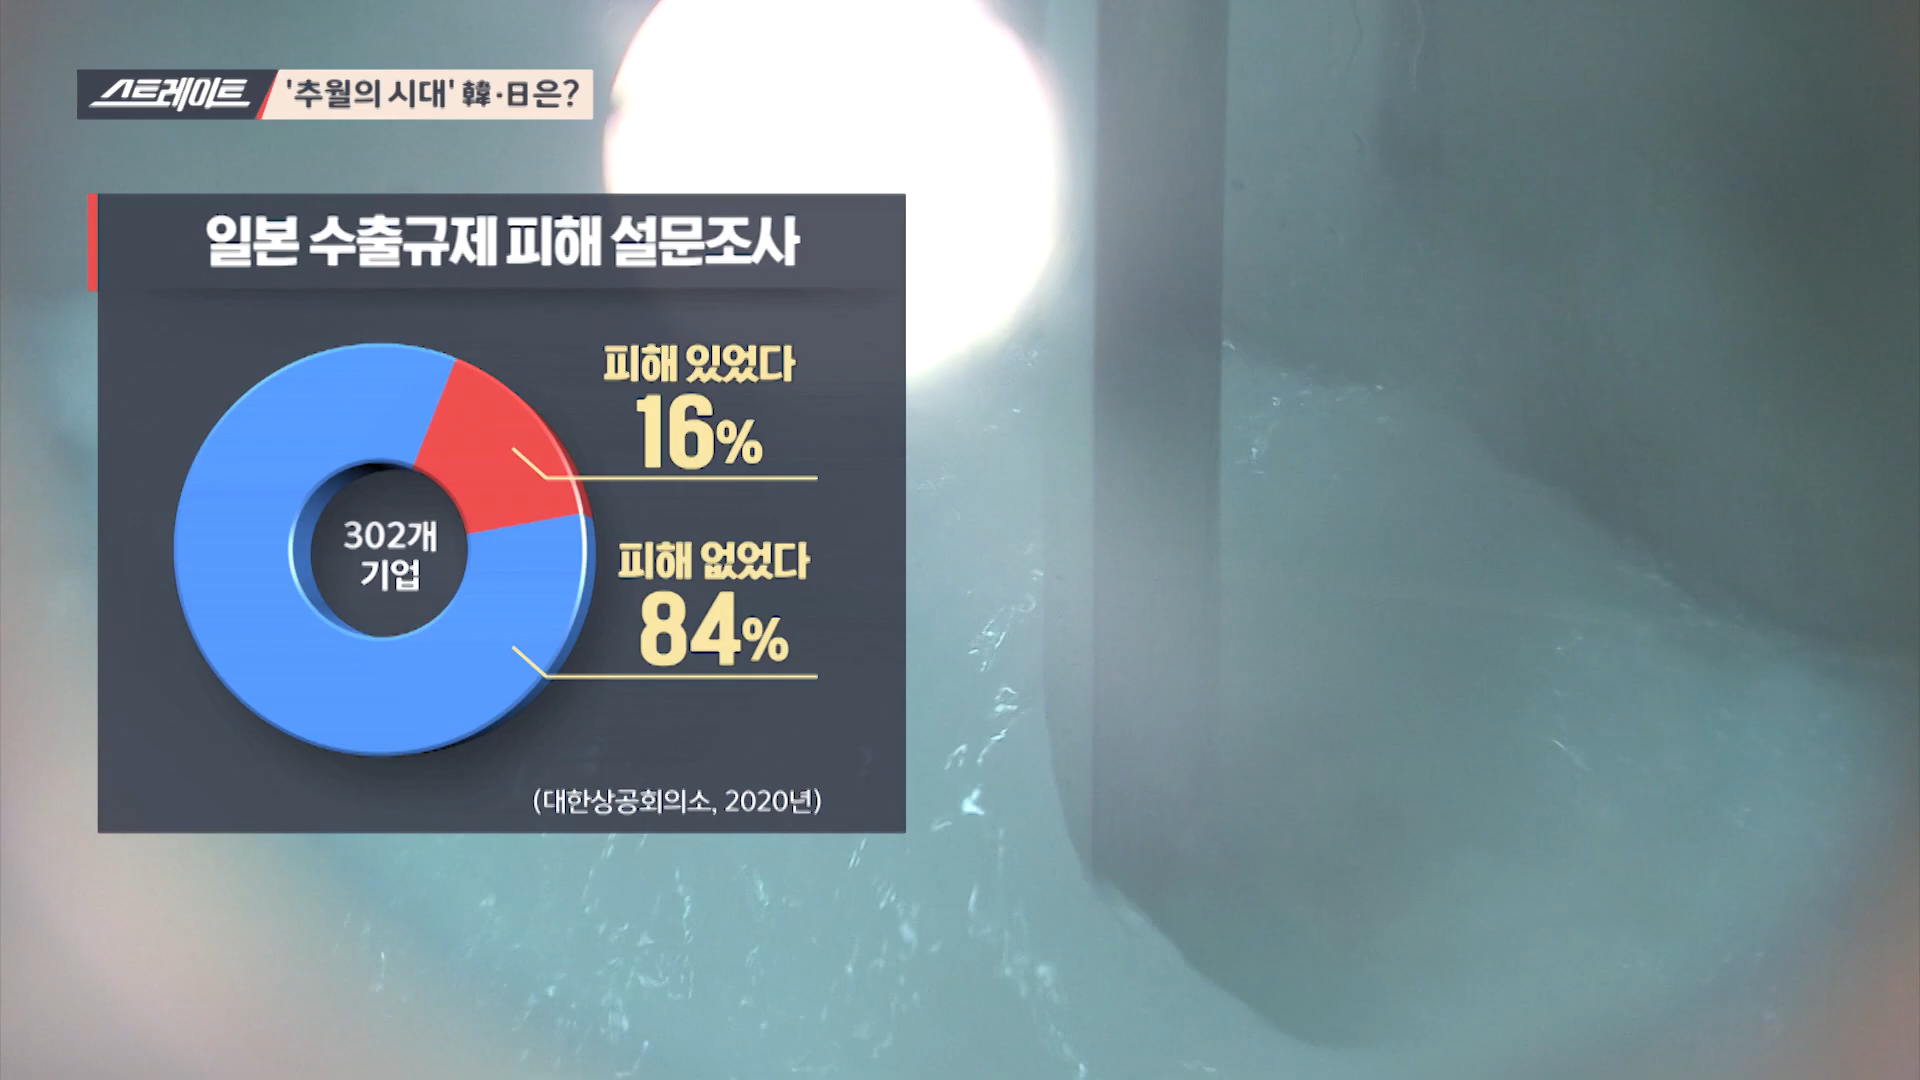 스트레이트 '추월의 시대' 韓·日은?
일본 수출규제 피해 설문조사
피해 있었다
16%
302개
기업
피해 없었다
84%
(대한상공회의소, 2020년)